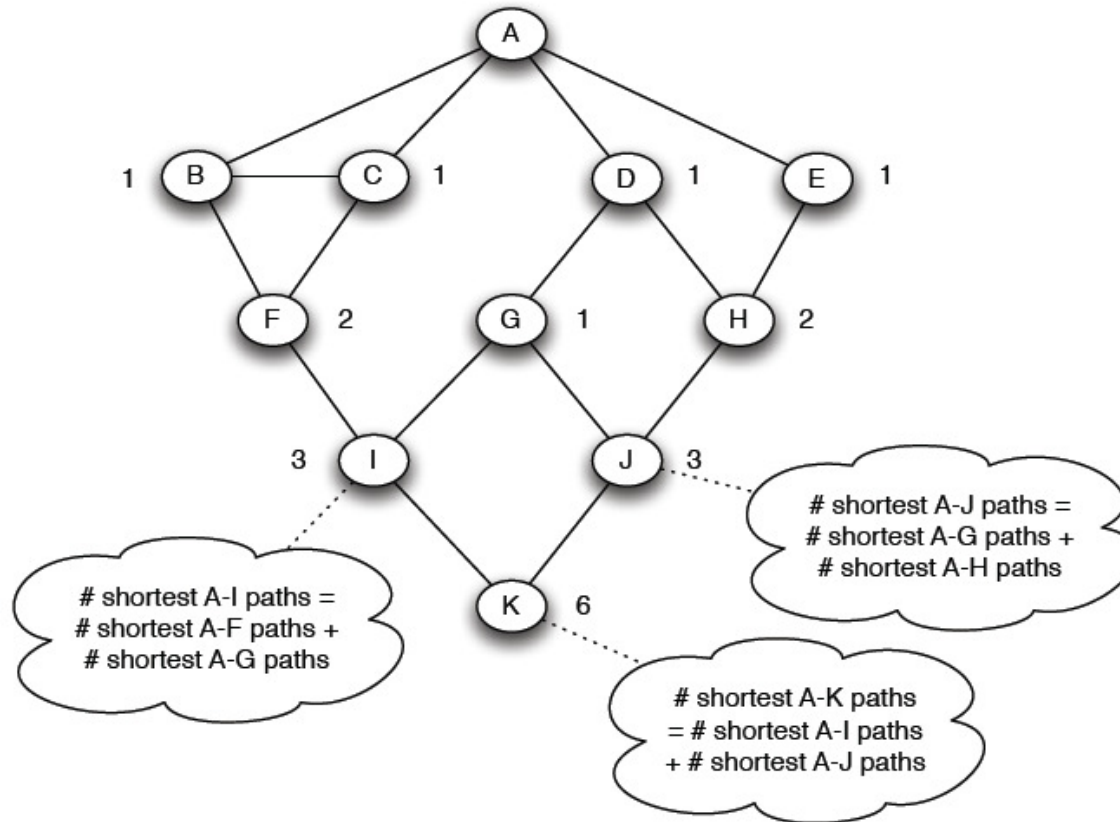 A
1 B C 1 D 1 E 1
F 2 G 1 H 2
3 I J 3
# shortest A-J paths =
# shortest A-G paths +
# shortest A-H paths
# shortest A-I paths =
# shortest A-F paths +
# shortest A-G paths
K 6
# shortest A-K paths
= # shortest A-I paths
+ # shortest A-J paths